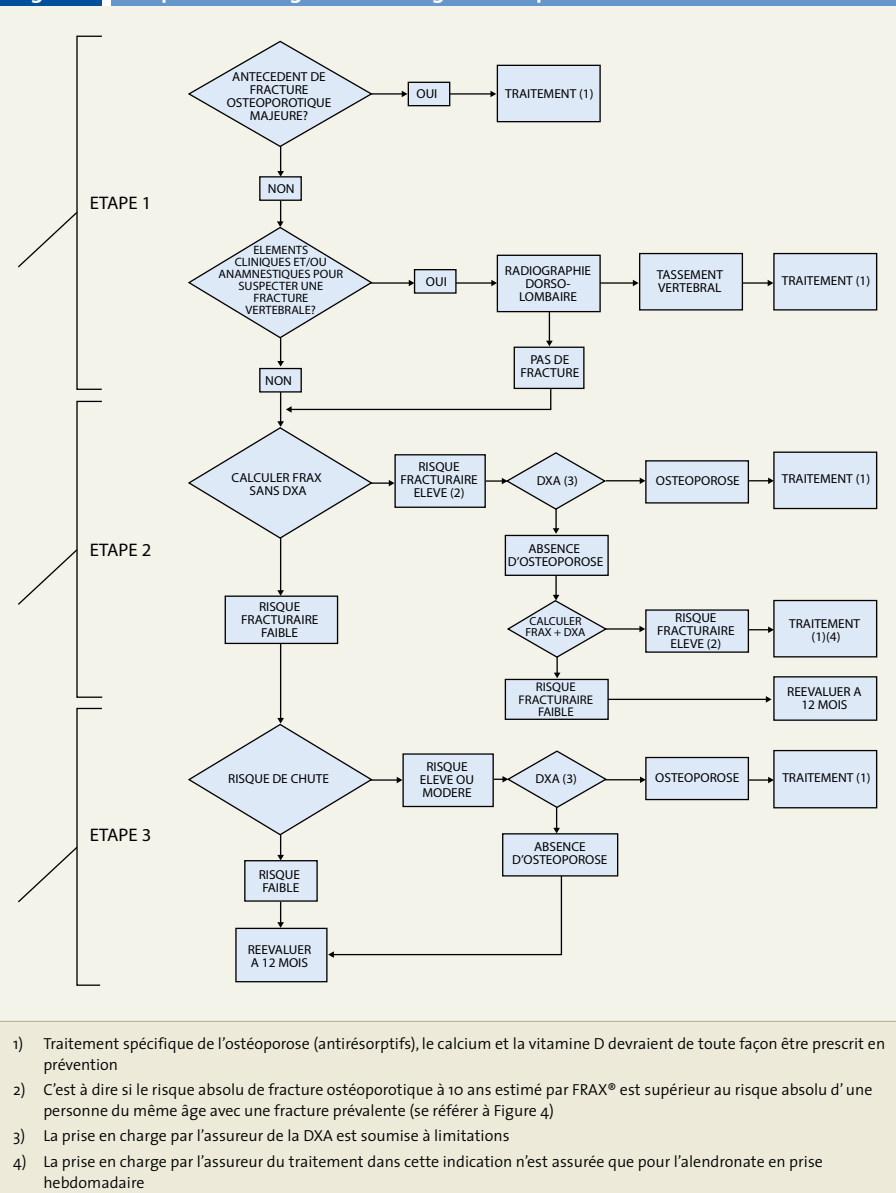 ANTECEDENT DE
FRACTURE
OSTEOPOROTIQUE
MAJEURE?
OUI
TRAITEMENT (1)
NON
ETAPE 1
ELEMENTS
CLINIQUES ET/OU
ANAMNESTIQUES POUR
SUSPECTER UNE
FRACTURE
VERTEBRALE?
OUI
RADIOGRAPHIE
DORSO-
LOMBAIRE
TASSEMENT
VERTEBRAL
TRAITEMENT (1)
PAS DE
FRACTURE
NON
ETAPE 2
CALCULER FRAX
SANS DXA
RISQUE
FRACTURAIRE
ELEVE (2)
DXA (3)
OSTEOPOROSE
TRAITEMENT (1)
ABSENCE
D'OSTEOPOROSE
RISQUE
FRACTURAIRE
FAIBLE
CALCULER
FRAX + DXA
RISQUE
FRACTURAIRE
ELEVE (2)
TRAITEMENT
(1)(4)
RISQUE
FRACTURAIRE
FAIBLE
REEVALUER A
12 MOIS
ETAPE 3
RISQUE DE CHUTE
RISQUE
ELEVE OU
MODERE
DXA (3)
OSTEOPOROSE
TRAITEMENT (1)
ABSENCE
D'OSTEOPOROSE
RISQUE
FAIBLE
REEVALUER
A 12 MOIS
1) Traitement spécifique de l'ostéoporose (antirésorptifs), le calcium et la vitamine D devraient de toute façon être prescrit en
prévention
2) C'est à dire si le risque absolu de fracture ostéoporotique à 10 ans estimé par FRAX® est supérieur au risque absolu d' une
personne du même âge avec une fracture prévalente (se référer à Figure 4)
3) La prise en charge par l'assureur de la DXA est soumise à limitations
4) La prise en charge par l'assureur du traitement dans cette indication n'est assurée que pour l'alendronate en prise
hebdomadaire